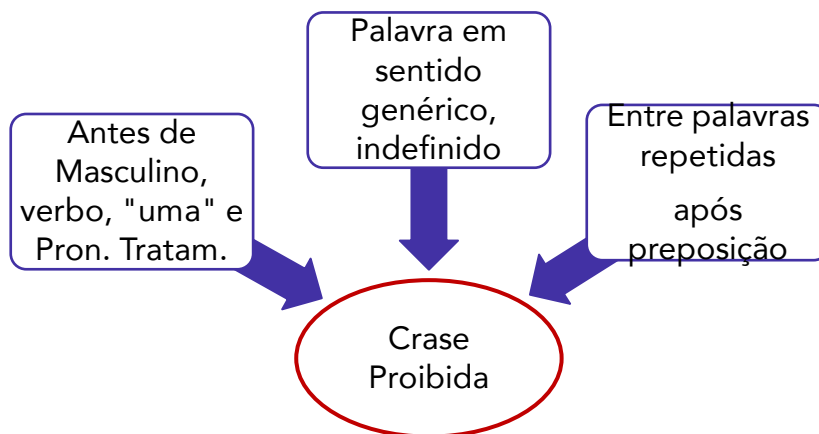 Antes de
Masculino,
verbo, "uma" e
Pron. Tratam.
Palavra em
sentido
genérico,
indefinido
Entre palavras
repetidas
após
preposição
Crase
Proibida